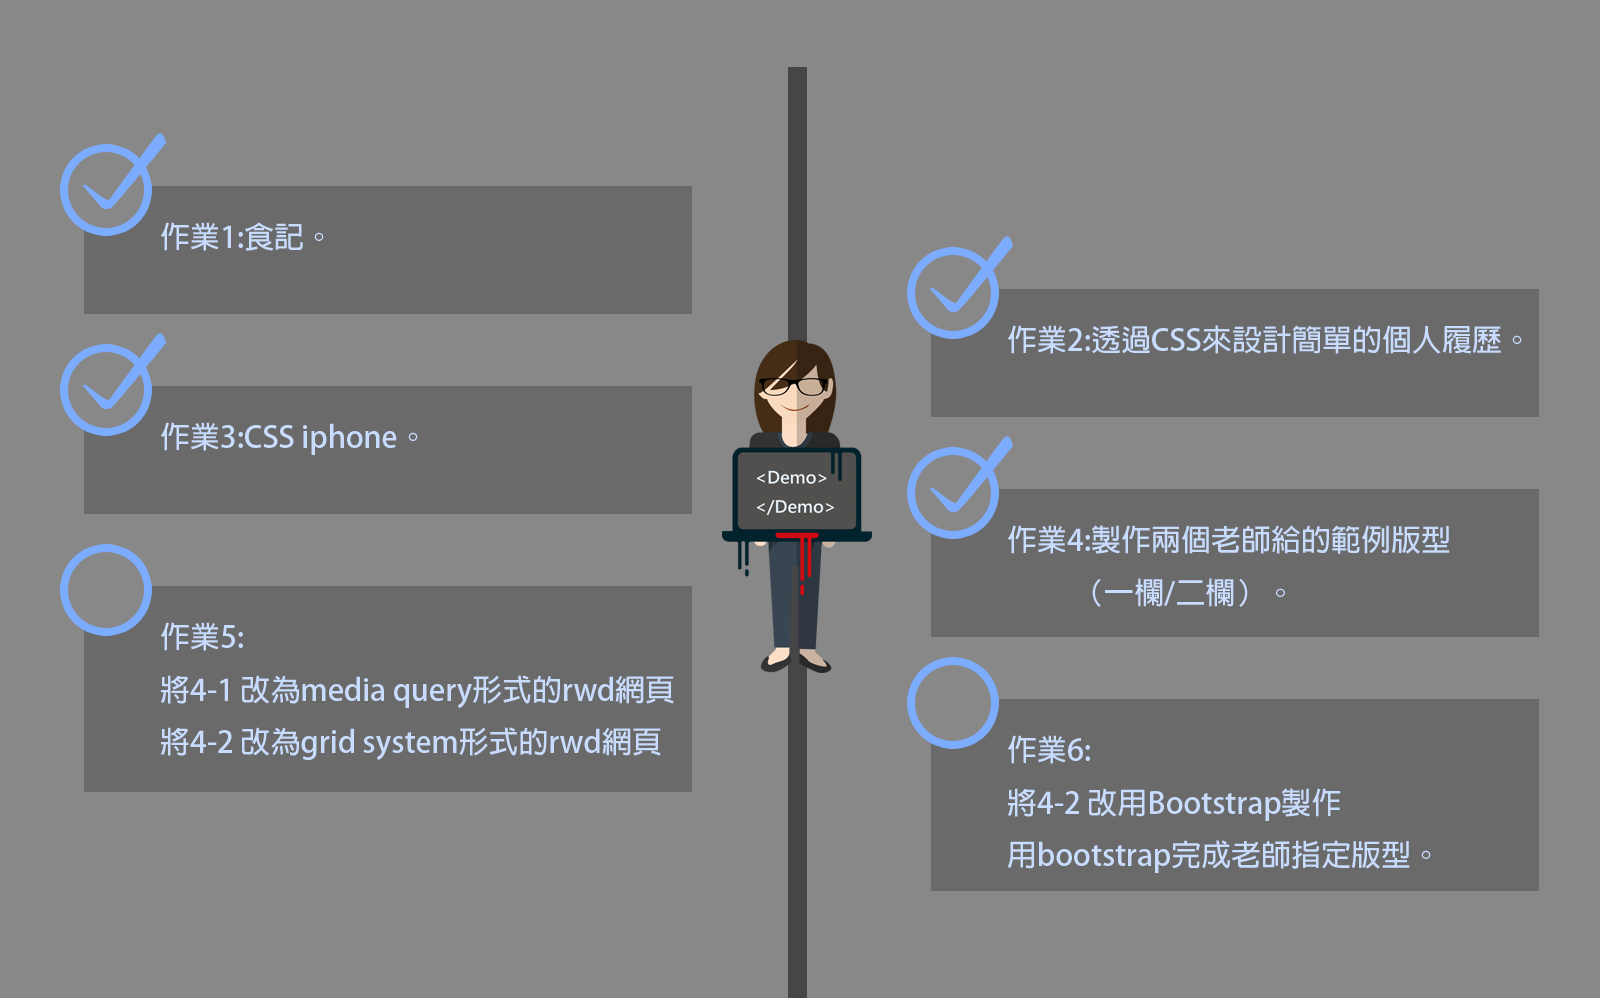 作業1:食記。
作業2:透過CSS來設計簡單的個人履歷。
作業3:CSS iphone。
<Demo>
</Demo>
作業4:製作兩個老師給的範例版型
（一欄/二欄）。
作業5:
將4-1 改為media query形式的rwd網頁
將4-2 改為grid system形式的rwd網頁
作業6:
將4-2 改用Bootstrap製作
用bootstrap完成老師指定版型。